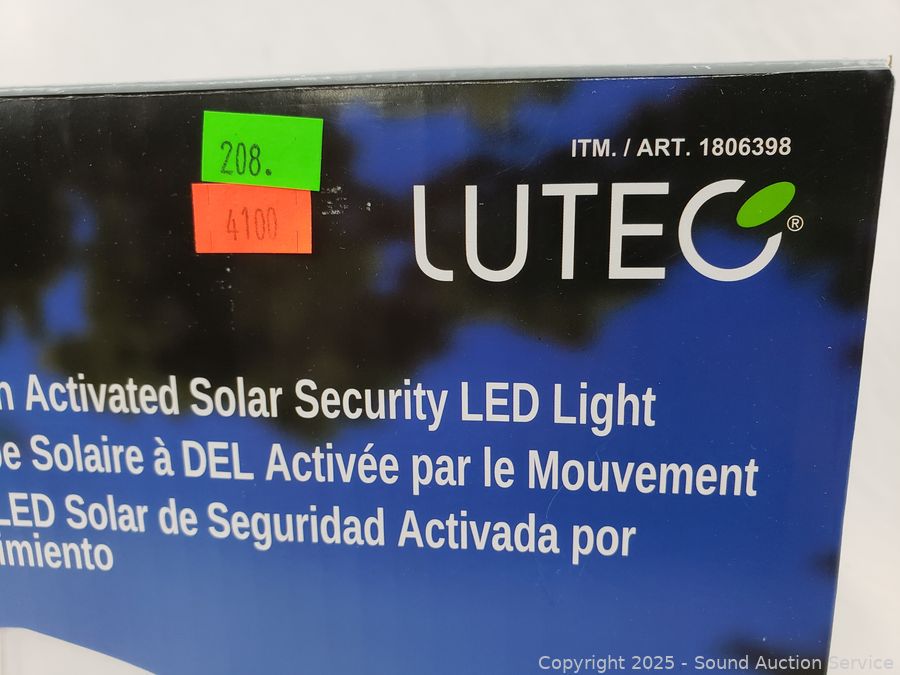 208.
4100
ITM. / ART. 1806398
LUTEC®
n Activated Solar Security LED Light
e Solaire à DEL Activée par le Mouvement
LED Solar de Seguridad Activada por
imiento
Copyright 2025 - Sound Auction Service